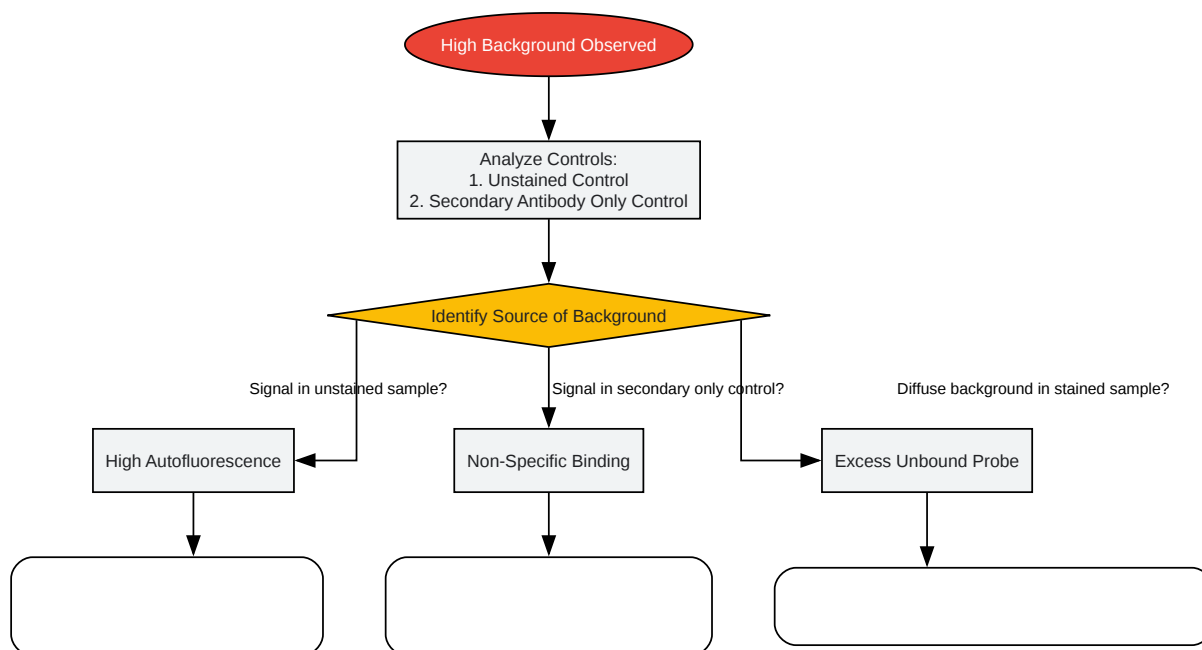 High Background Observed
Analyze Controls:
1. Unstained Control
2. Secondary Antibody Only Control
Identify Source of Background
Signal in unstained sample?
Signal in secondary only control?
Diffuse background in stained sample?
High Autofluorescence
Non-Specific Binding
Excess Unbound Probe